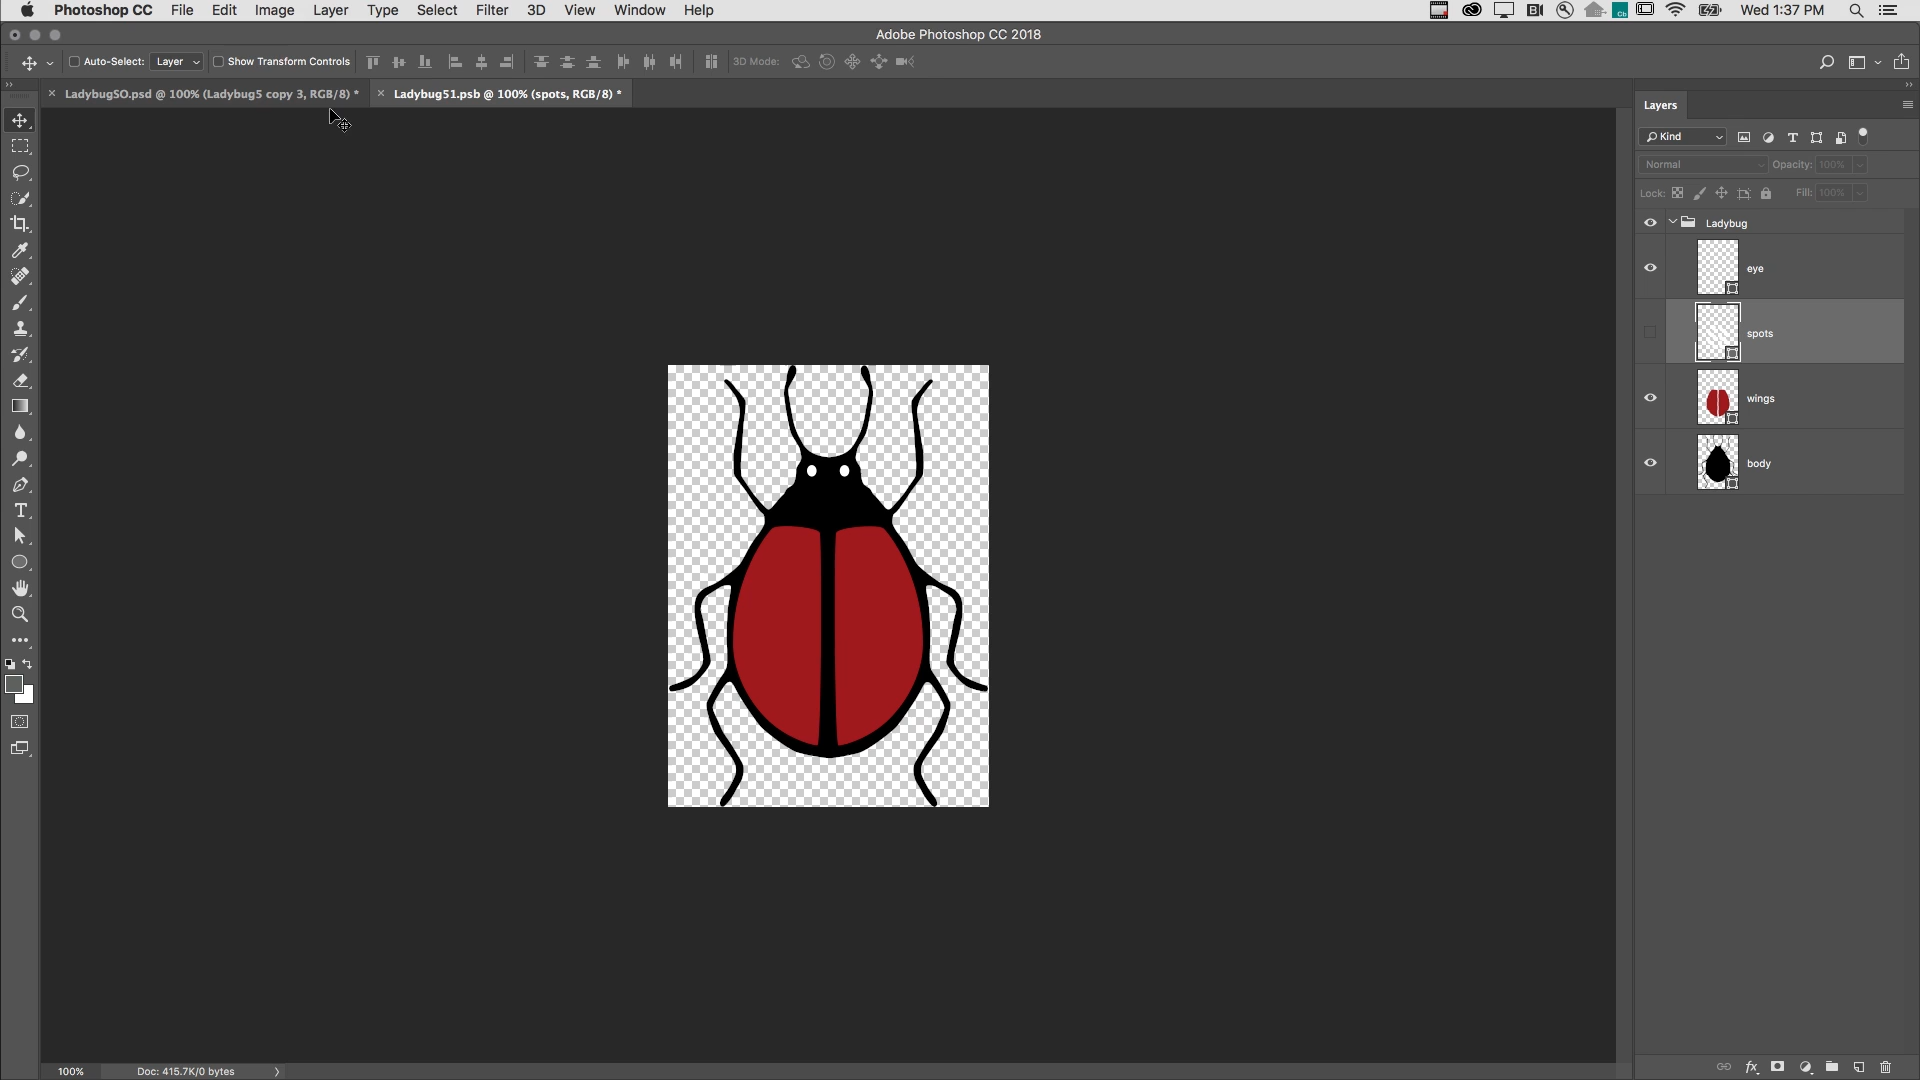 Photoshop CC File Edit Image Layer Type Select Filter 3D View Window Help Wed 1:37 PM
Adobe Photoshop CC 2018
Auto-Select: Layer Show Transform Controls 3D Mode:
LadybugSO.psd @ 100% (Ladybug5 copy 3, RGB/8) * Ladybug51.psb @ 100% (spots, RGB/8) *
Layers
Kind
Normal Opacity: 100%
Lock: Fill: 100%
Ladybug
eye
spots
wings
body
100% Doc: 415.7K/0 bytes